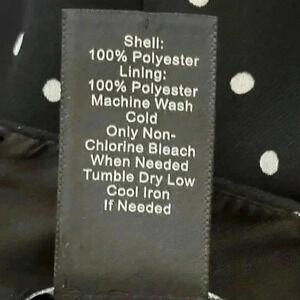 Shell:
100% Polyester
Lining:
100% Polyester
Machine Wash
Cold
Only Non-
Chlorine Bleach
When Needed
Tumble Dry Low
Cool Iron
If Needed